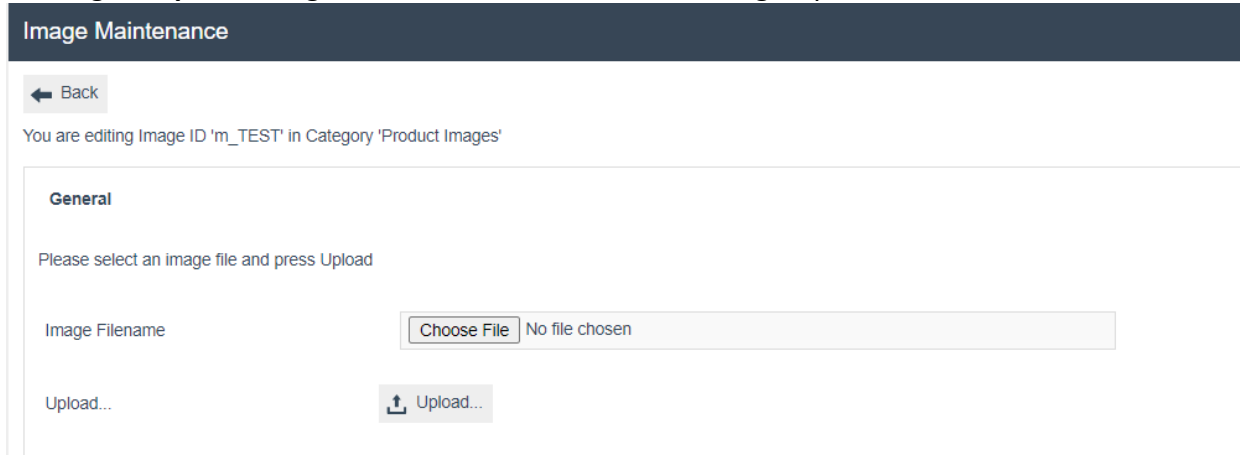 Image Maintenance
Back
You are editing Image ID 'm_TEST' in Category 'Product Images'
General
Please select an image file and press Upload
Image Filename Choose File No file chosen
Upload... Upload...